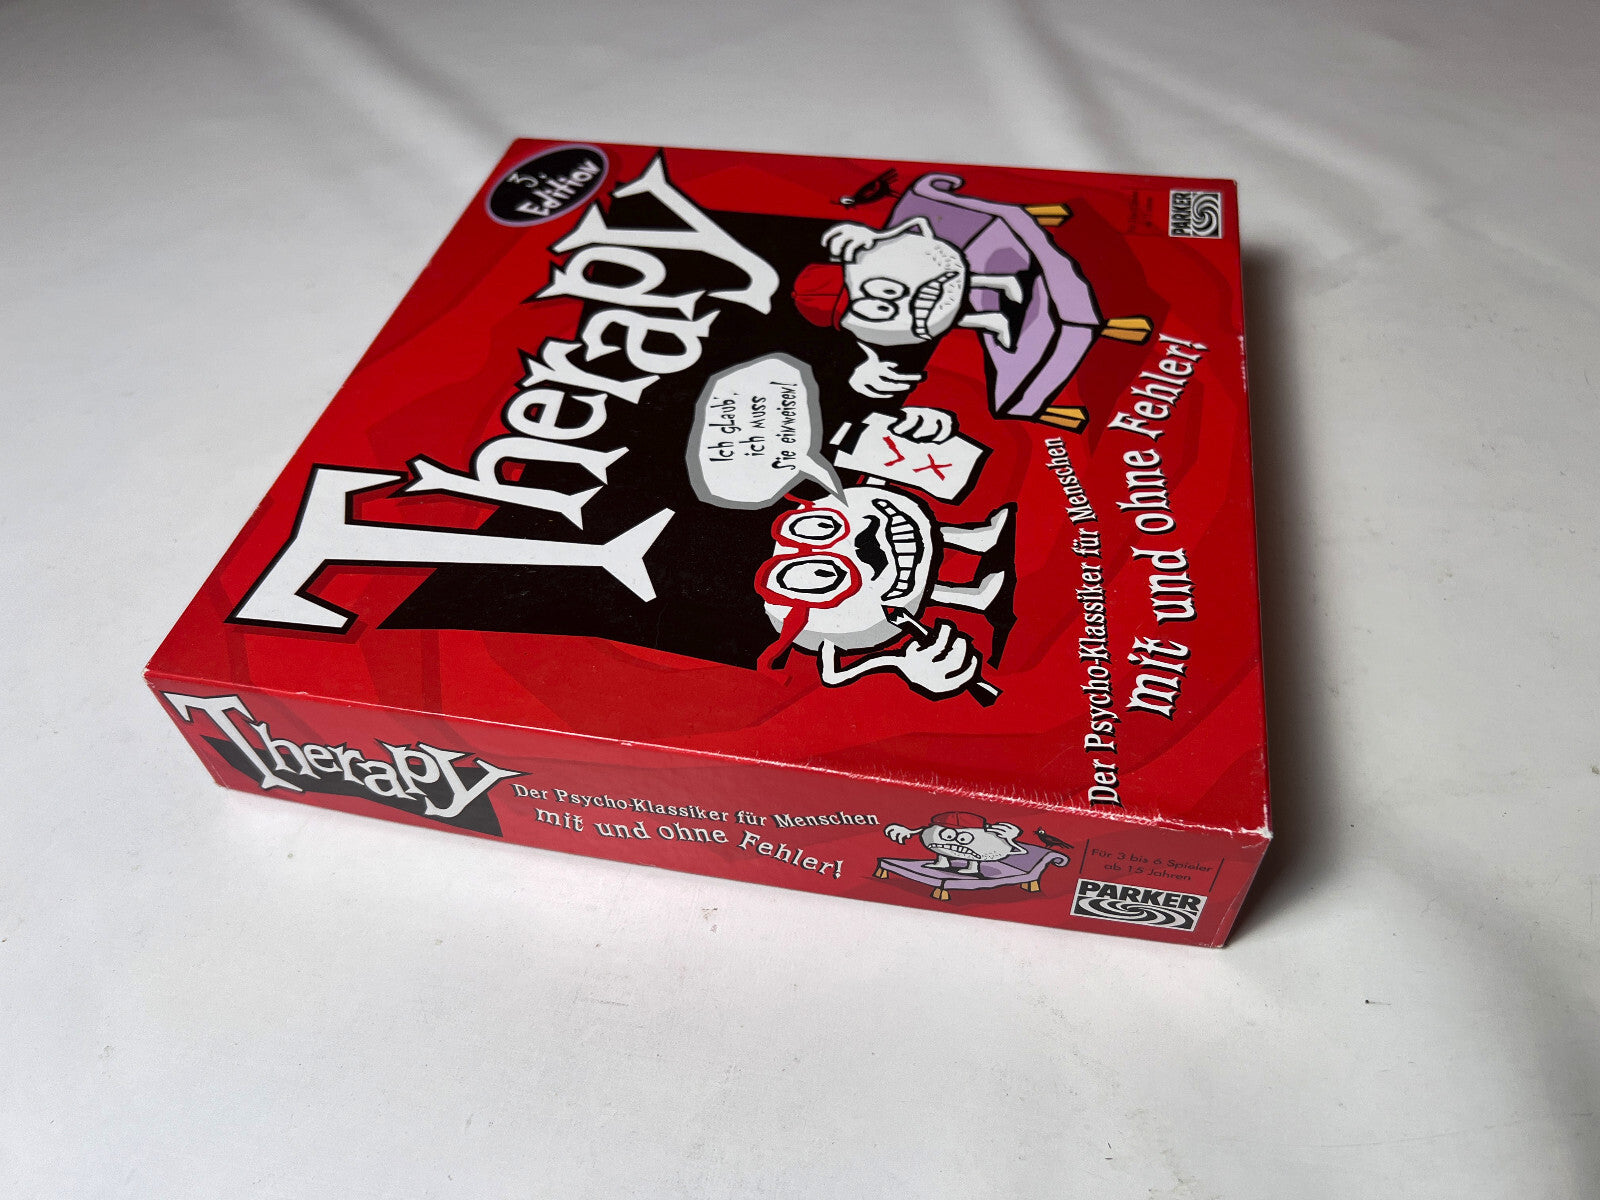 3. Edition
Therapy
Ich glaub',
ich muss
Sie einweisen!
Der Psycho-Klassiker für Menschen
mit und ohne Fehler!
PARKER
Therapy
Der Psycho-Klassiker für Menschen
mit und ohne Fehler!
Für 3 bis 6 Spieler
ab 15 Jahren
PARKER